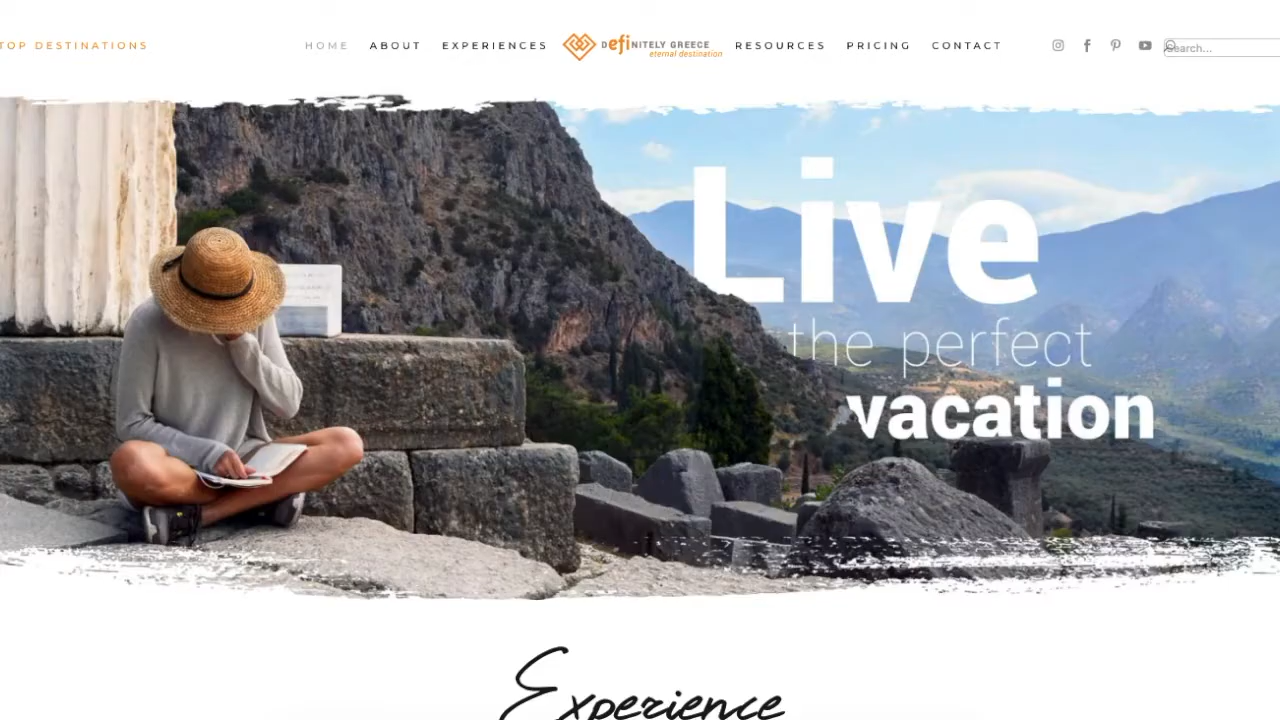 TOP DESTINATIONS
HOME ABOUT EXPERIENCES
DefiNITELY GREECE
eternal destination
RESOURCES PRICING CONTACT
Search...
Live
the perfect
vacation
Experience